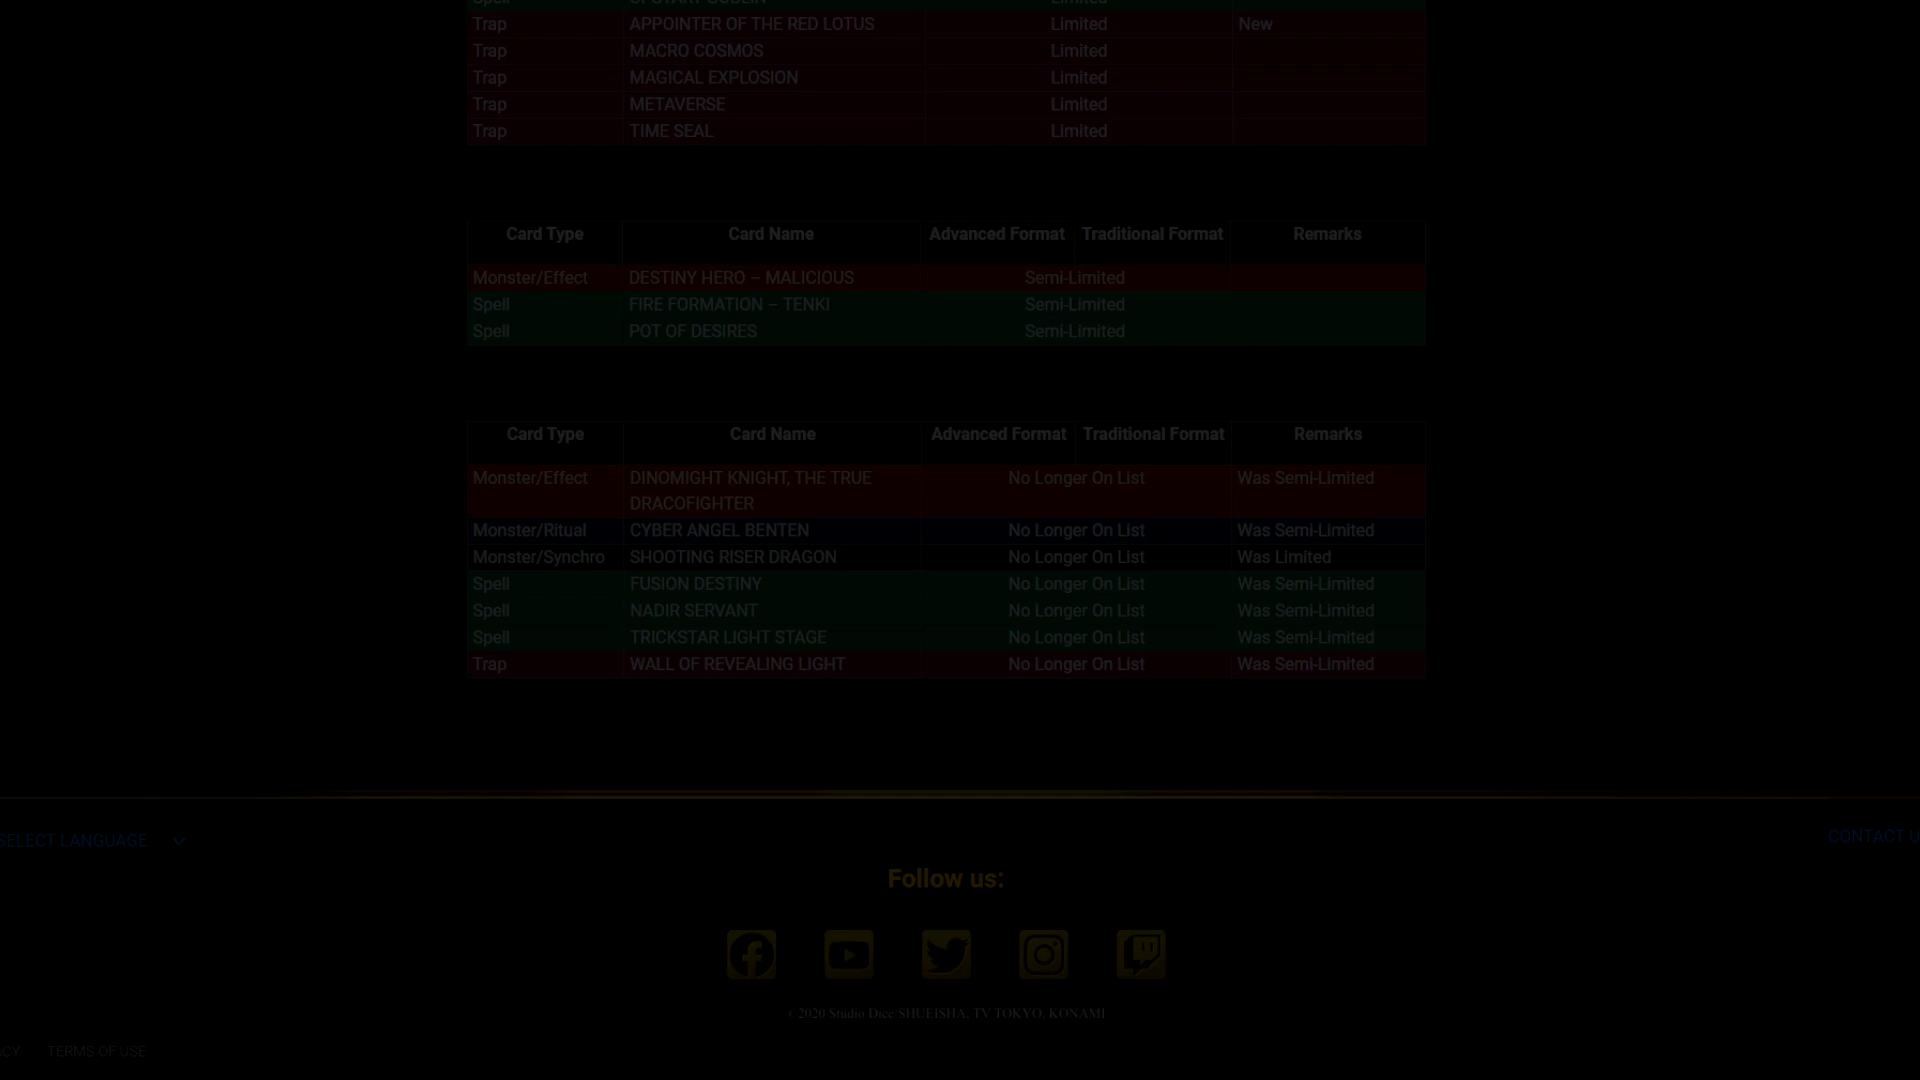 Spell UPSTART GOBLIN Limited
Trap APPOINTER OF THE RED LOTUS Limited New
Trap MACRO COSMOS Limited
Trap MAGICAL EXPLOSION Limited
Trap METAVERSE Limited
Trap TIME SEAL Limited
Card Type Card Name Advanced Format Traditional Format Remarks
Monster/Effect DESTINY HERO – MALICIOUS Semi-Limited
Spell FIRE FORMATION – TENKI Semi-Limited
Spell POT OF DESIRES Semi-Limited
Card Type Card Name Advanced Format Traditional Format Remarks
Monster/Effect DINOMIGHT KNIGHT, THE TRUE No Longer On List Was Semi-Limited
DRACOFIGHTER
Monster/Ritual CYBER ANGEL BENTEN No Longer On List Was Semi-Limited
Monster/Synchro SHOOTING RISER DRAGON No Longer On List Was Limited
Spell FUSION DESTINY No Longer On List Was Semi-Limited
Spell NADIR SERVANT No Longer On List Was Semi-Limited
Spell TRICKSTAR LIGHT STAGE No Longer On List Was Semi-Limited
Trap WALL OF REVEALING LIGHT No Longer On List Was Semi-Limited
SELECT LANGUAGE CONTACT U
Follow us:
©2020 Studio Dice SHUEISHA, TV TOKYO, KONAMI
CY TERMS OF USE